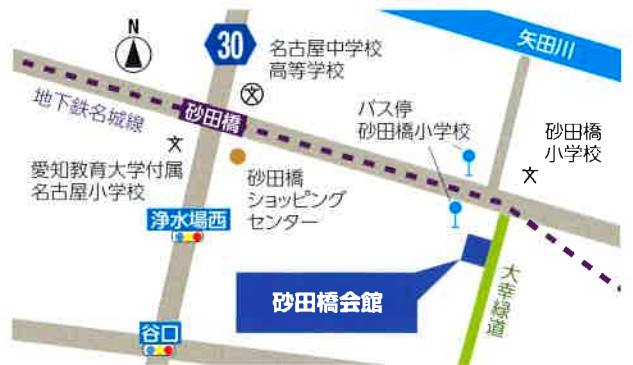 N
30
名古屋中学校
高等学校
矢田川
地下鉄名城線
砂田橋
バス停
砂田橋小学校
砂田橋
小学校
文
文
文
愛知教育大学付属
名古屋小学校
砂田橋
ショッピング
センター
浄水場西
砂田橋会館
大幸緑道
谷口